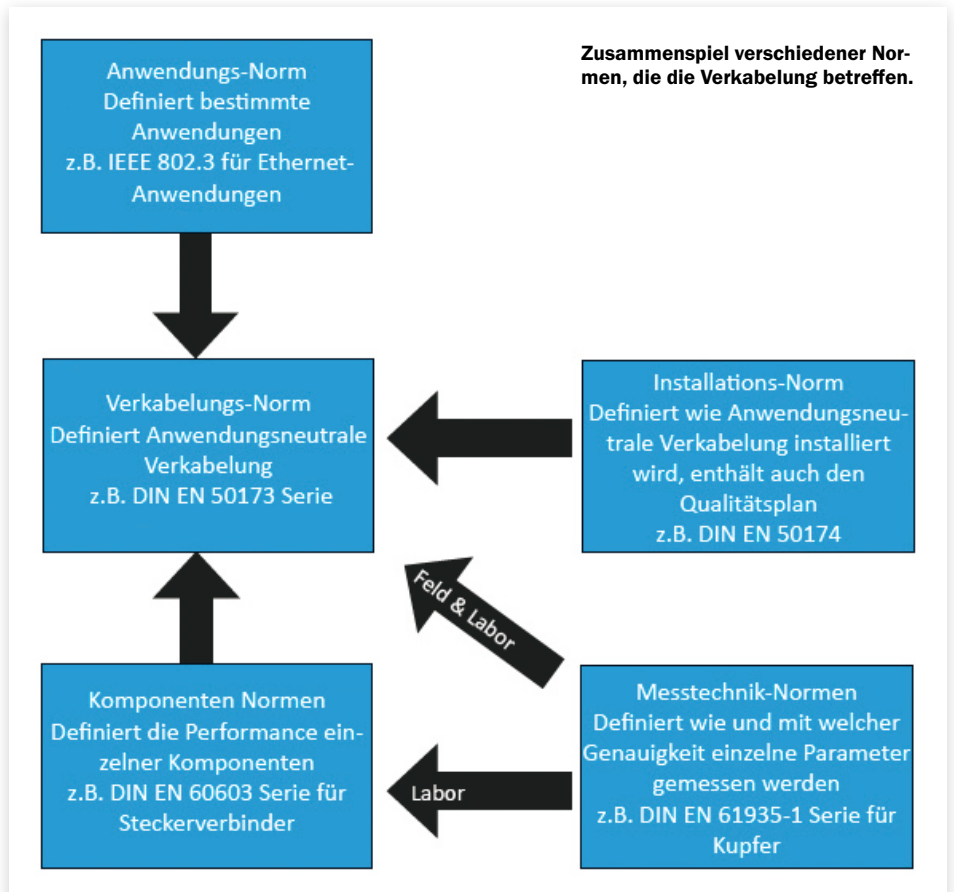 Zusammenspiel verschiedener Nor-
men, die die Verkabelung betreffen.
Anwendungs-Norm
Definiert bestimmte
Anwendungen
z.B. IEEE 802.3 für Ethernet-
Anwendungen
Verkabelungs-Norm
Definiert Anwendungsneutrale
Verkabelung
z.B. DIN EN 50173 Serie
Installations-Norm
Definiert wie Anwendungsneu-
trale Verkabelung installiert
wird, enthält auch den
Qualitätsplan
z.B. DIN EN 50174
Feld & Labor
Komponenten Normen
Definiert die Performance ein-
zelner Komponenten
z.B. DIN EN 60603 Serie für
Steckerverbinder
Labor
Messtechnik-Normen
Definiert wie und mit welcher
Genauigkeit einzelne Parameter
gemessen werden
z.B. DIN EN 61935-1 Serie für
Kupfer